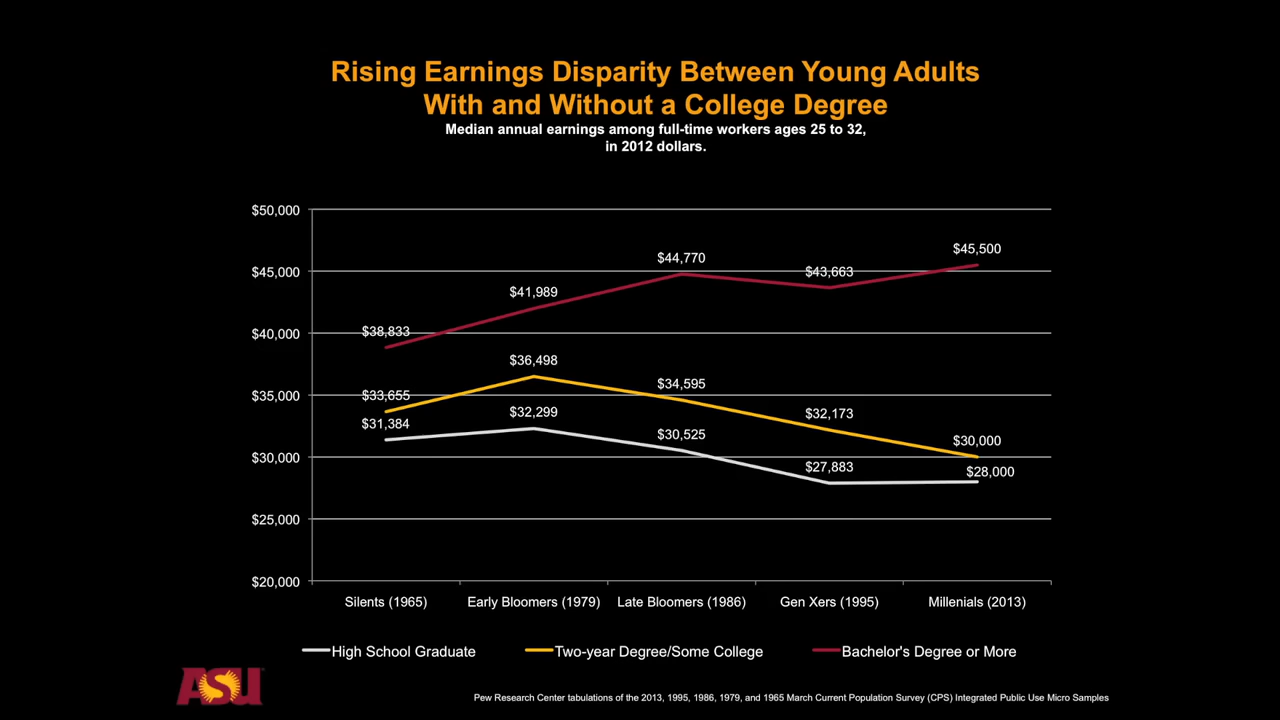 Rising Earnings Disparity Between Young Adults
With and Without a College Degree
Median annual earnings among full-time workers ages 25 to 32,
in 2012 dollars.
$50,000
$45,000
$40,000
$35,000
$30,000
$25,000
$20,000
$38,833
$41,989
$44,770
$43,663
$45,500
$33,655
$36,498
$34,595
$32,173
$30,000
$31,384
$32,299
$30,525
$27,883
$28,000
Silents (1965)
Early Bloomers (1979)
Late Bloomers (1986)
Gen Xers (1995)
Millenials (2013)
High School Graduate
Two-year Degree/Some College
Bachelor's Degree or More
ASU
Pew Research Center tabulations of the 2013, 1995, 1986, 1979, and 1965 March Current Population Survey (CPS) Integrated Public Use Micro Samples